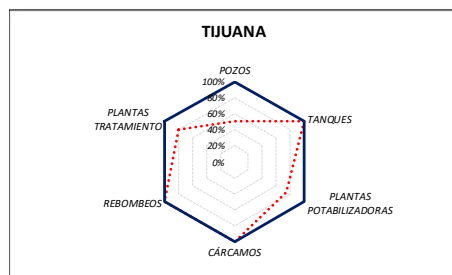 TIJUANA
POZOS
100%
80%
60%
40%
20%
0%
TANQUES
PLANTAS
POTABILIZADORAS
CÁRCAMOS
REBOMBEOS
PLANTAS
TRATAMIENTO